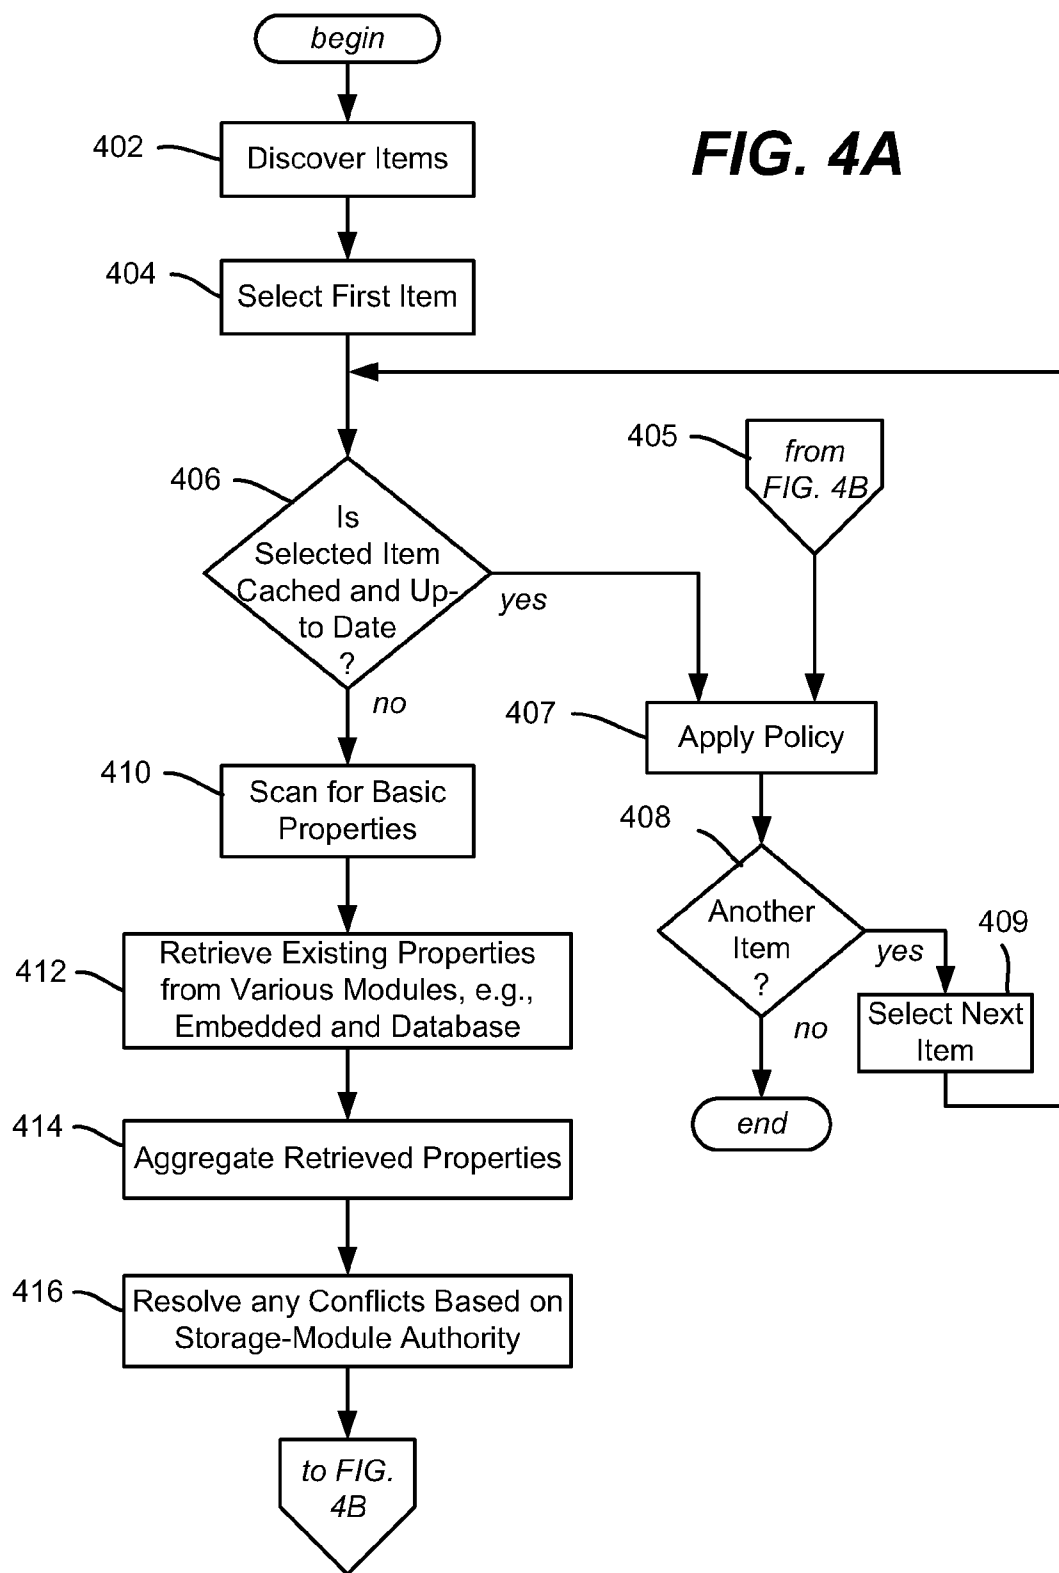 begin
402
Discover Items
FIG. 4A
404
Select First Item
405
from
FIG. 4B
406
Is
Selected Item
Cached and Up-
to Date
?
yes
no
407
Apply Policy
410
Scan for Basic
Properties
408
Another
Item
?
yes
409
Select Next
Item
no
end
412
Retrieve Existing Properties
from Various Modules, e.g.,
Embedded and Database
414
Aggregate Retrieved Properties
416
Resolve any Conflicts Based on
Storage-Module Authority
to FIG.
4B